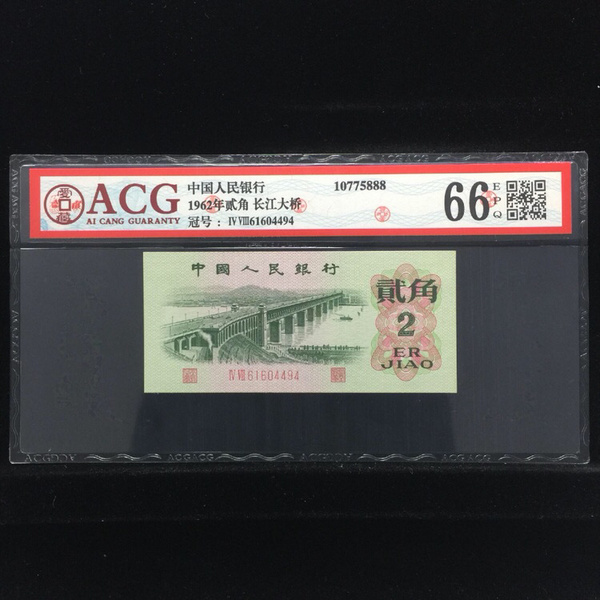 ACG
AI CANG GUARANTY
中国人民银行
1962年贰角 长江大桥
冠号：ⅣⅧ61604494
10775888
66
EPQ
中國人民銀行
貳角
2
ER
JIAO
ⅣⅧ61604494
ACGACG
ACGACG